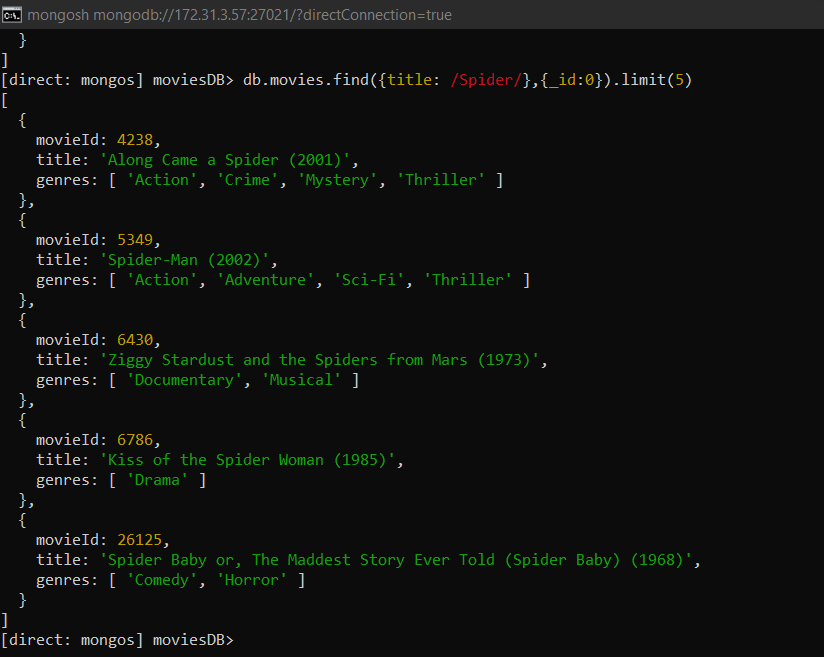 mongosh mongodb://172.31.3.57:27021/?directConnection=true
  }
]
[direct: mongos] moviesDB> db.movies.find({title: /Spider/},{_id:0}).limit(5)
[
  {
    movieId: 4238,
    title: 'Along Came a Spider (2001)',
    genres: [ 'Action', 'Crime', 'Mystery', 'Thriller' ]
  },
  {
    movieId: 5349,
    title: 'Spider-Man (2002)',
    genres: [ 'Action', 'Adventure', 'Sci-Fi', 'Thriller' ]
  },
  {
    movieId: 6430,
    title: 'Ziggy Stardust and the Spiders from Mars (1973)',
    genres: [ 'Documentary', 'Musical' ]
  },
  {
    movieId: 6786,
    title: 'Kiss of the Spider Woman (1985)',
    genres: [ 'Drama' ]
  },
  {
    movieId: 26125,
    title: 'Spider Baby or, The Maddest Story Ever Told (Spider Baby) (1968)',
    genres: [ 'Comedy', 'Horror' ]
  }
]
[direct: mongos] moviesDB>